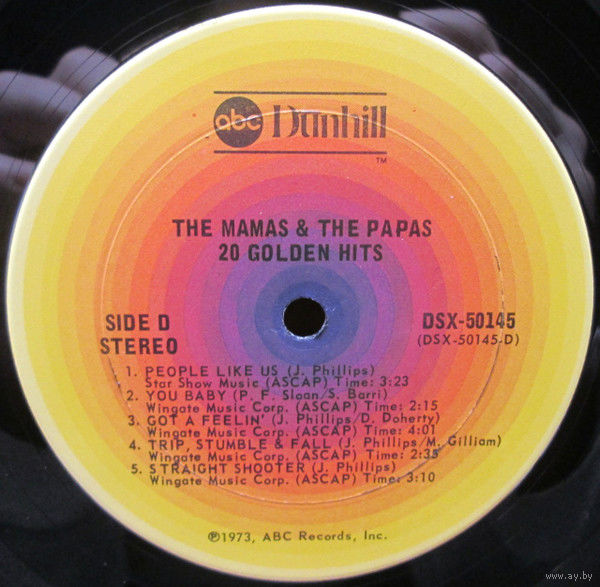 abc Dunhill
TM
THE MAMAS & THE PAPAS
20 GOLDEN HITS
SIDE D
STEREO
DSX-50145
(DSX-50145-D)
1. PEOPLE LIKE US (J. Phillips)
Star Show Music (ASCAP) Time: 3:23
2. YOU BABY (P. F. Sloan/S. Barri)
Wingate Music Corp. (ASCAP) Time: 2:15
3. GOT A FEELIN' (J. Phillips/D. Doherty)
Wingate Music Corp. (ASCAP) Time: 4:01
4. TRIP, STUMBLE & FALL (J. Phillips/M. Gilliam)
Wingate Music Corp. (ASCAP) Time: 2:35
5. STRAIGHT SHOOTER (J. Phillips)
Wingate Music Corp. (ASCAP) Time: 3:10
℗1973, ABC Records, Inc.
www.ay.by